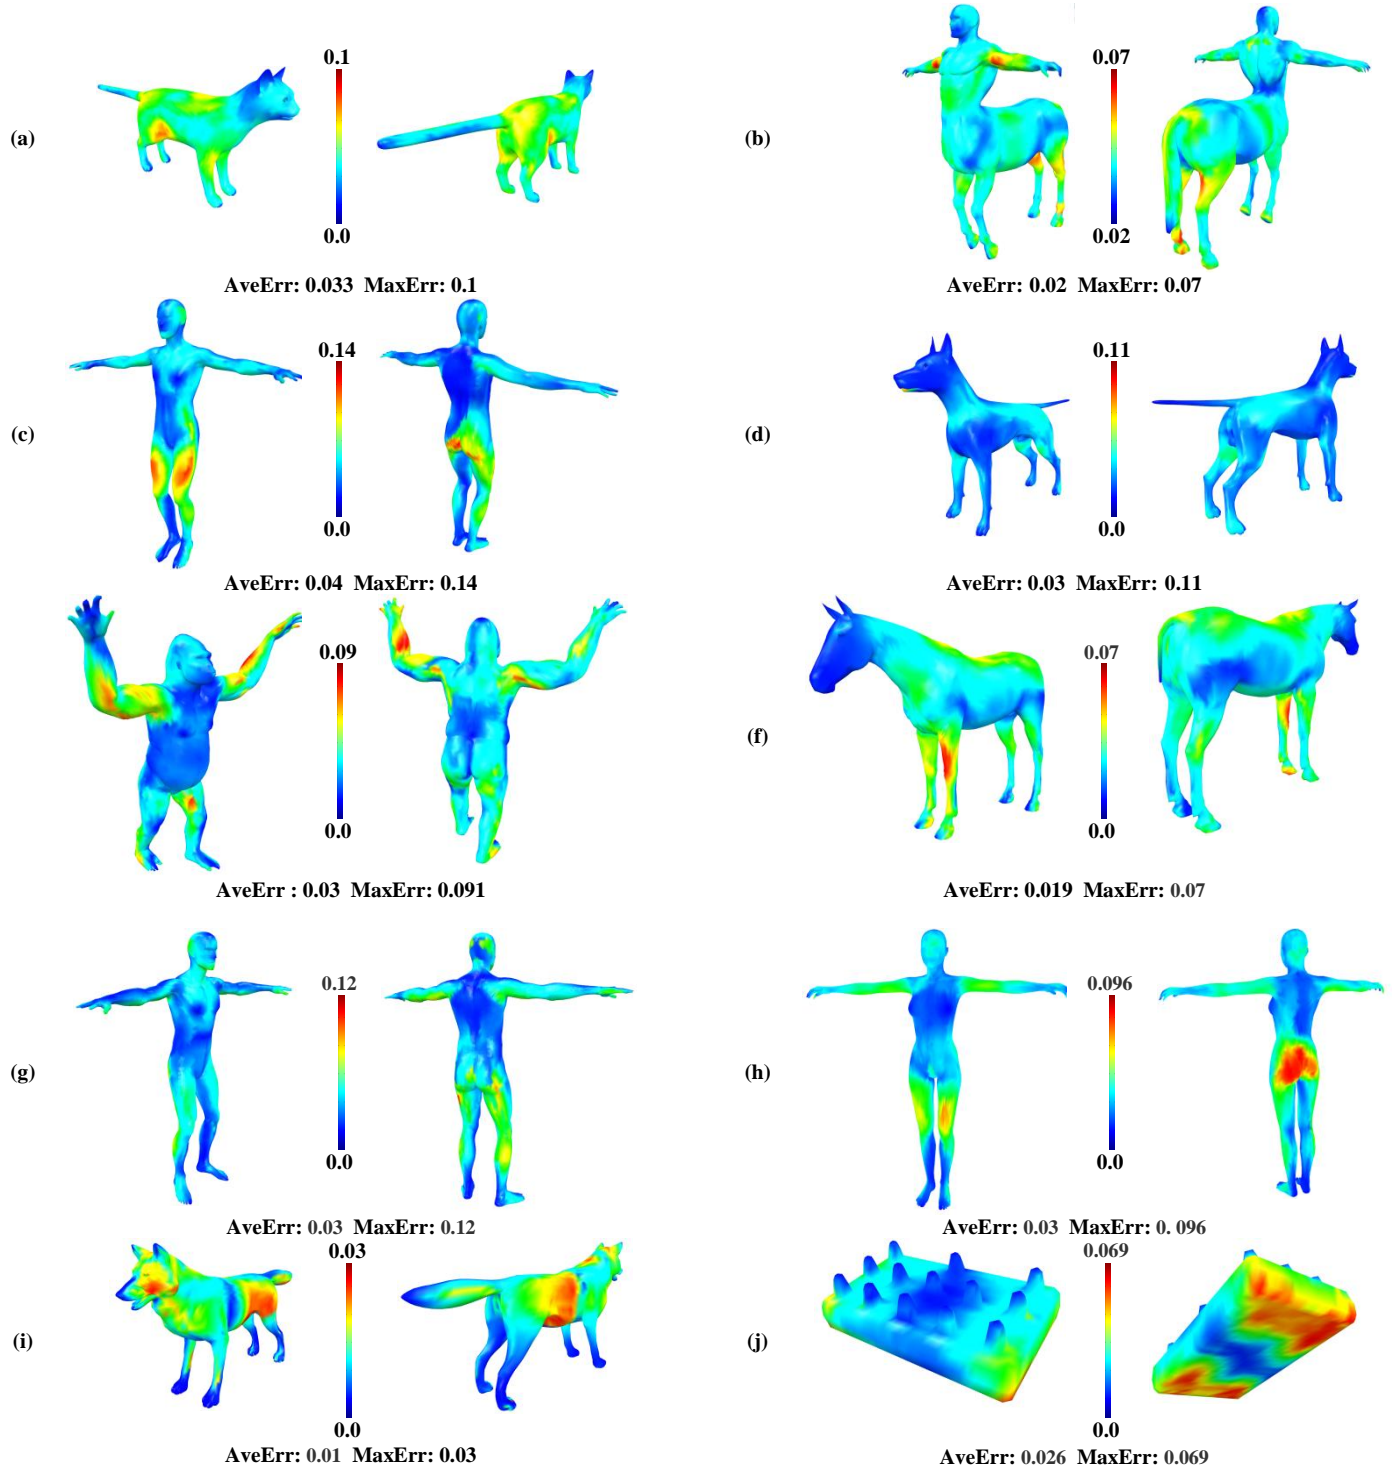 0.1
0.07
(a)
(b)
0.0
0.02
AveErr: 0.033 MaxErr: 0.1
AveErr: 0.02 MaxErr: 0.07
0.14
0.11
(c)
(d)
0.0
0.0
AveErr: 0.04 MaxErr: 0.14
AveErr: 0.03 MaxErr: 0.11
0.09
0.07
(f)
0.0
0.0
AveErr : 0.03 MaxErr: 0.091
AveErr: 0.019 MaxErr: 0.07
0.12
0.096
(g)
(h)
0.0
0.0
AveErr: 0.03 MaxErr: 0.12
AveErr: 0.03 MaxErr: 0. 096
0.03
0.069
(i)
(j)
0.0
0.0
AveErr: 0.01 MaxErr: 0.03
AveErr: 0.026 MaxErr: 0.069